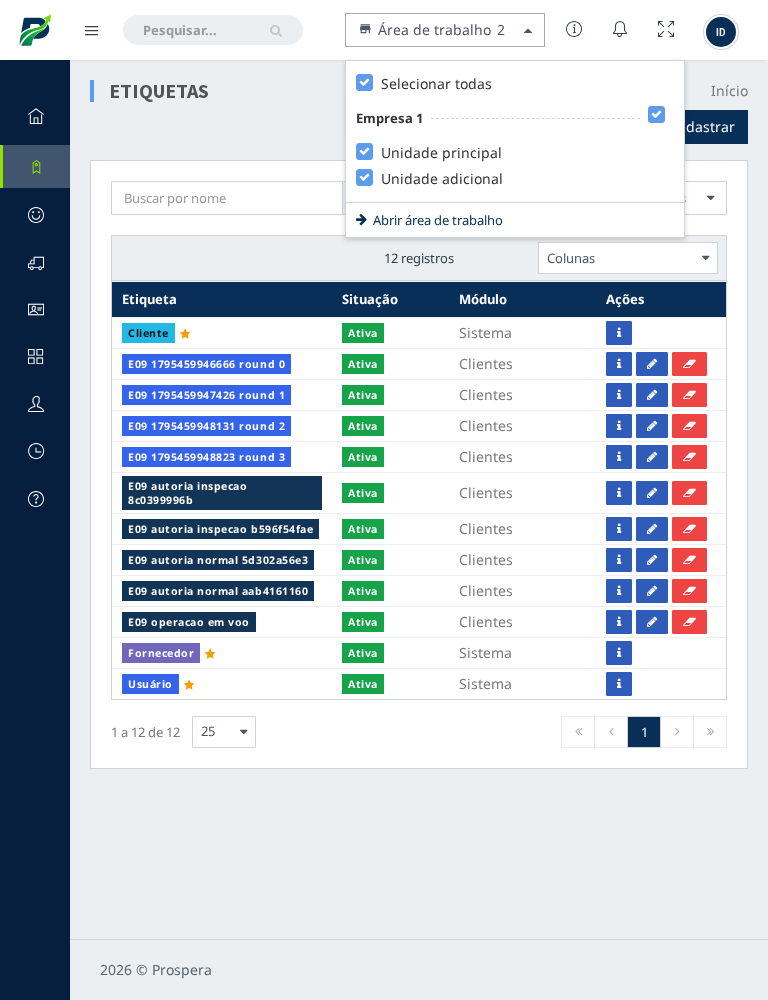 Pesquisar...
Área de trabalho 2
ID
ETIQUETAS
Início
dastrar
Selecionar todas
Empresa 1
Unidade principal
Unidade adicional
Abrir área de trabalho
Buscar por nome
12 registros
Colunas
Etiqueta Situação Módulo Ações
Cliente Ativa Sistema
E09 1795459946666 round 0 Ativa Clientes
E09 1795459947426 round 1 Ativa Clientes
E09 1795459948131 round 2 Ativa Clientes
E09 1795459948823 round 3 Ativa Clientes
E09 autoria inspecao
8c0399996b Ativa Clientes
E09 autoria inspecao b596f54fae Ativa Clientes
E09 autoria normal 5d302a56e3 Ativa Clientes
E09 autoria normal aab4161160 Ativa Clientes
E09 operacao em voo Ativa Clientes
Fornecedor Ativa Sistema
Usuário Ativa Sistema
1 a 12 de 12 25 « ‹ 1 › »
2026 © Prospera